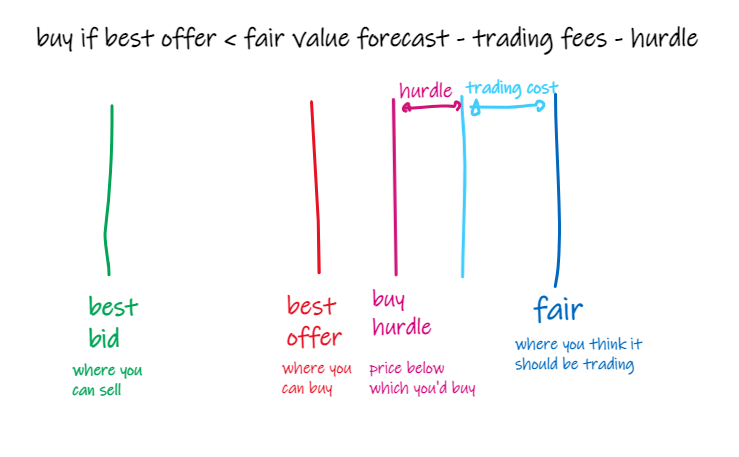 buy if best offer < fair value forecast - trading fees - hurdle
hurdle
trading cost
best
bid
where you
can sell
best
offer
where you
can buy
buy
hurdle
price below
which you'd buy
fair
where you think it
should be trading